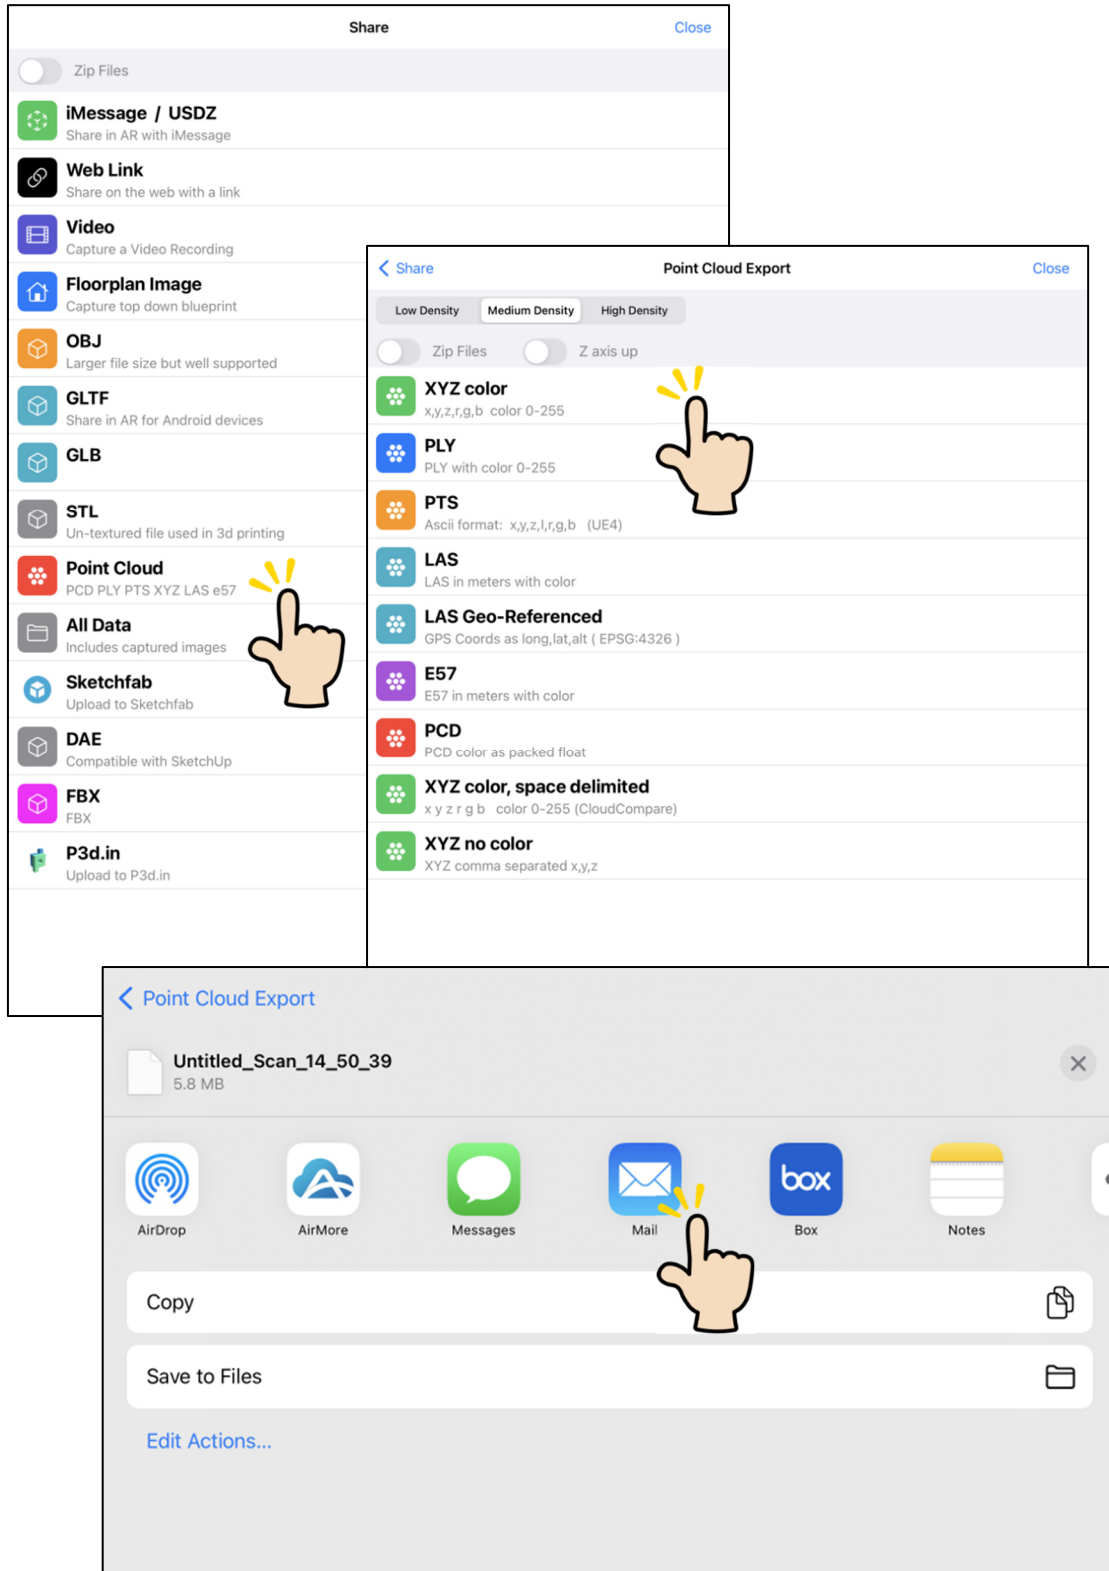 Share
Close
Zip Files
iMessage / USDZ
Share in AR with iMessage
Web Link
Share on the web with a link
Video
Capture a Video Recording
Floorplan Image
Capture top down blueprint
OBJ
Larger file size but well supported
GLTF
Share in AR for Android devices
GLB
STL
Un-textured file used in 3d printing
Point Cloud
PCD PLY PTS XYZ LAS e57
All Data
Includes captured images
Sketchfab
Upload to Sketchfab
DAE
Compatible with SketchUp
FBX
FBX
P3d.in
Upload to P3d.in
Share
Point Cloud Export
Close
Low Density Medium Density High Density
Zip Files Z axis up
XYZ color
x,y,z,r,g,b color 0-255
PLY
PLY with color 0-255
PTS
Ascii format: x,y,z,I,r,g,b (UE4)
LAS
LAS in meters with color
LAS Geo-Referenced
GPS Coords as long,lat,alt ( EPSG:4326 )
E57
E57 in meters with color
PCD
PCD color as packed float
XYZ color, space delimited
x y z r g b color 0-255 (CloudCompare)
XYZ no color
XYZ comma separated x,y,z
Point Cloud Export
Untitled_Scan_14_50_39
5.8 MB
box
AirDrop AirMore Messages Mail Box Notes
Copy
Save to Files
Edit Actions...